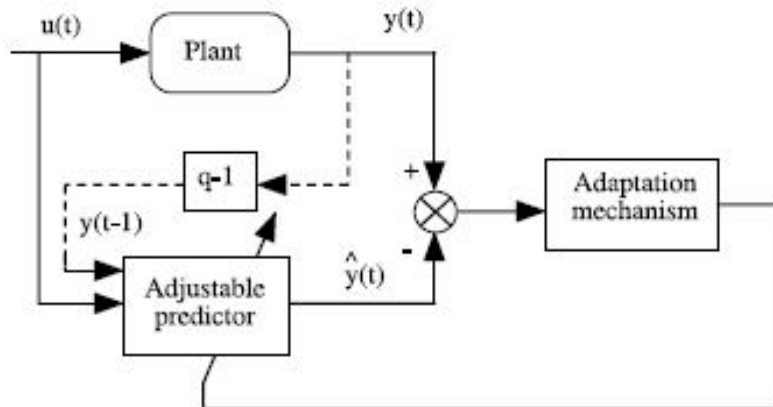 u(t)
Plant
y(t)
q-1
y(t-1)
+
Adaptation
mechanism
-
Adjustable
predictor
ŷ(t)